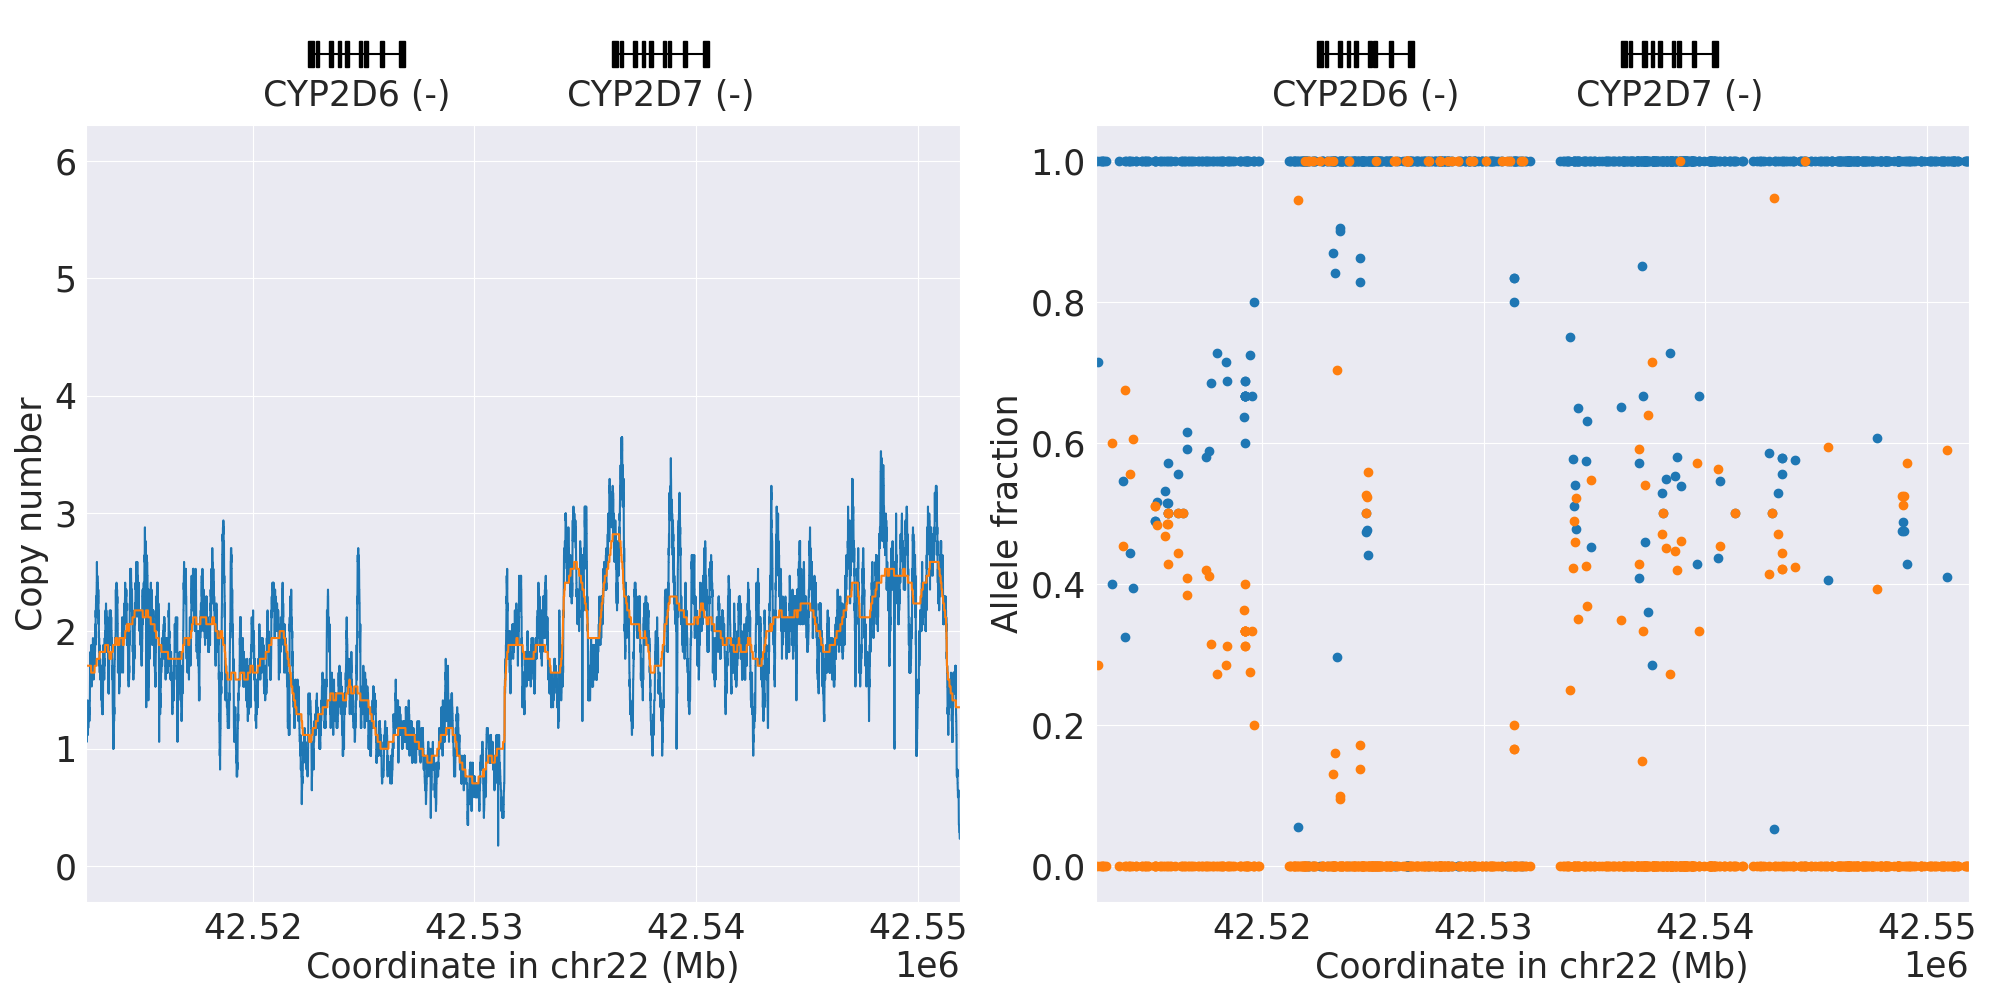 CYP2D6 (-)
CYP2D7 (-)
6
5
4
3
2
1
0
Copy number
42.52
42.53
42.54
42.55
Coordinate in chr22 (Mb)
1e6
CYP2D6 (-)
CYP2D7 (-)
1.0
0.8
0.6
0.4
0.2
0.0
Allele fraction
42.52
42.53
42.54
42.55
Coordinate in chr22 (Mb)
1e6